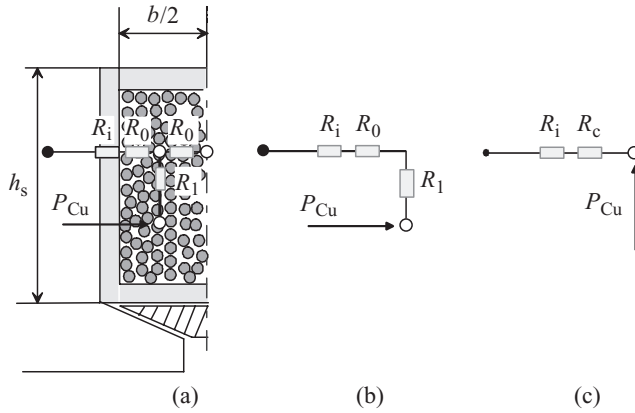 b/2
R_i R_0 R_0
R_1
h_s
P_Cu
R_i R_0
R_1
P_Cu
R_i R_c
P_Cu
(a) (b) (c)